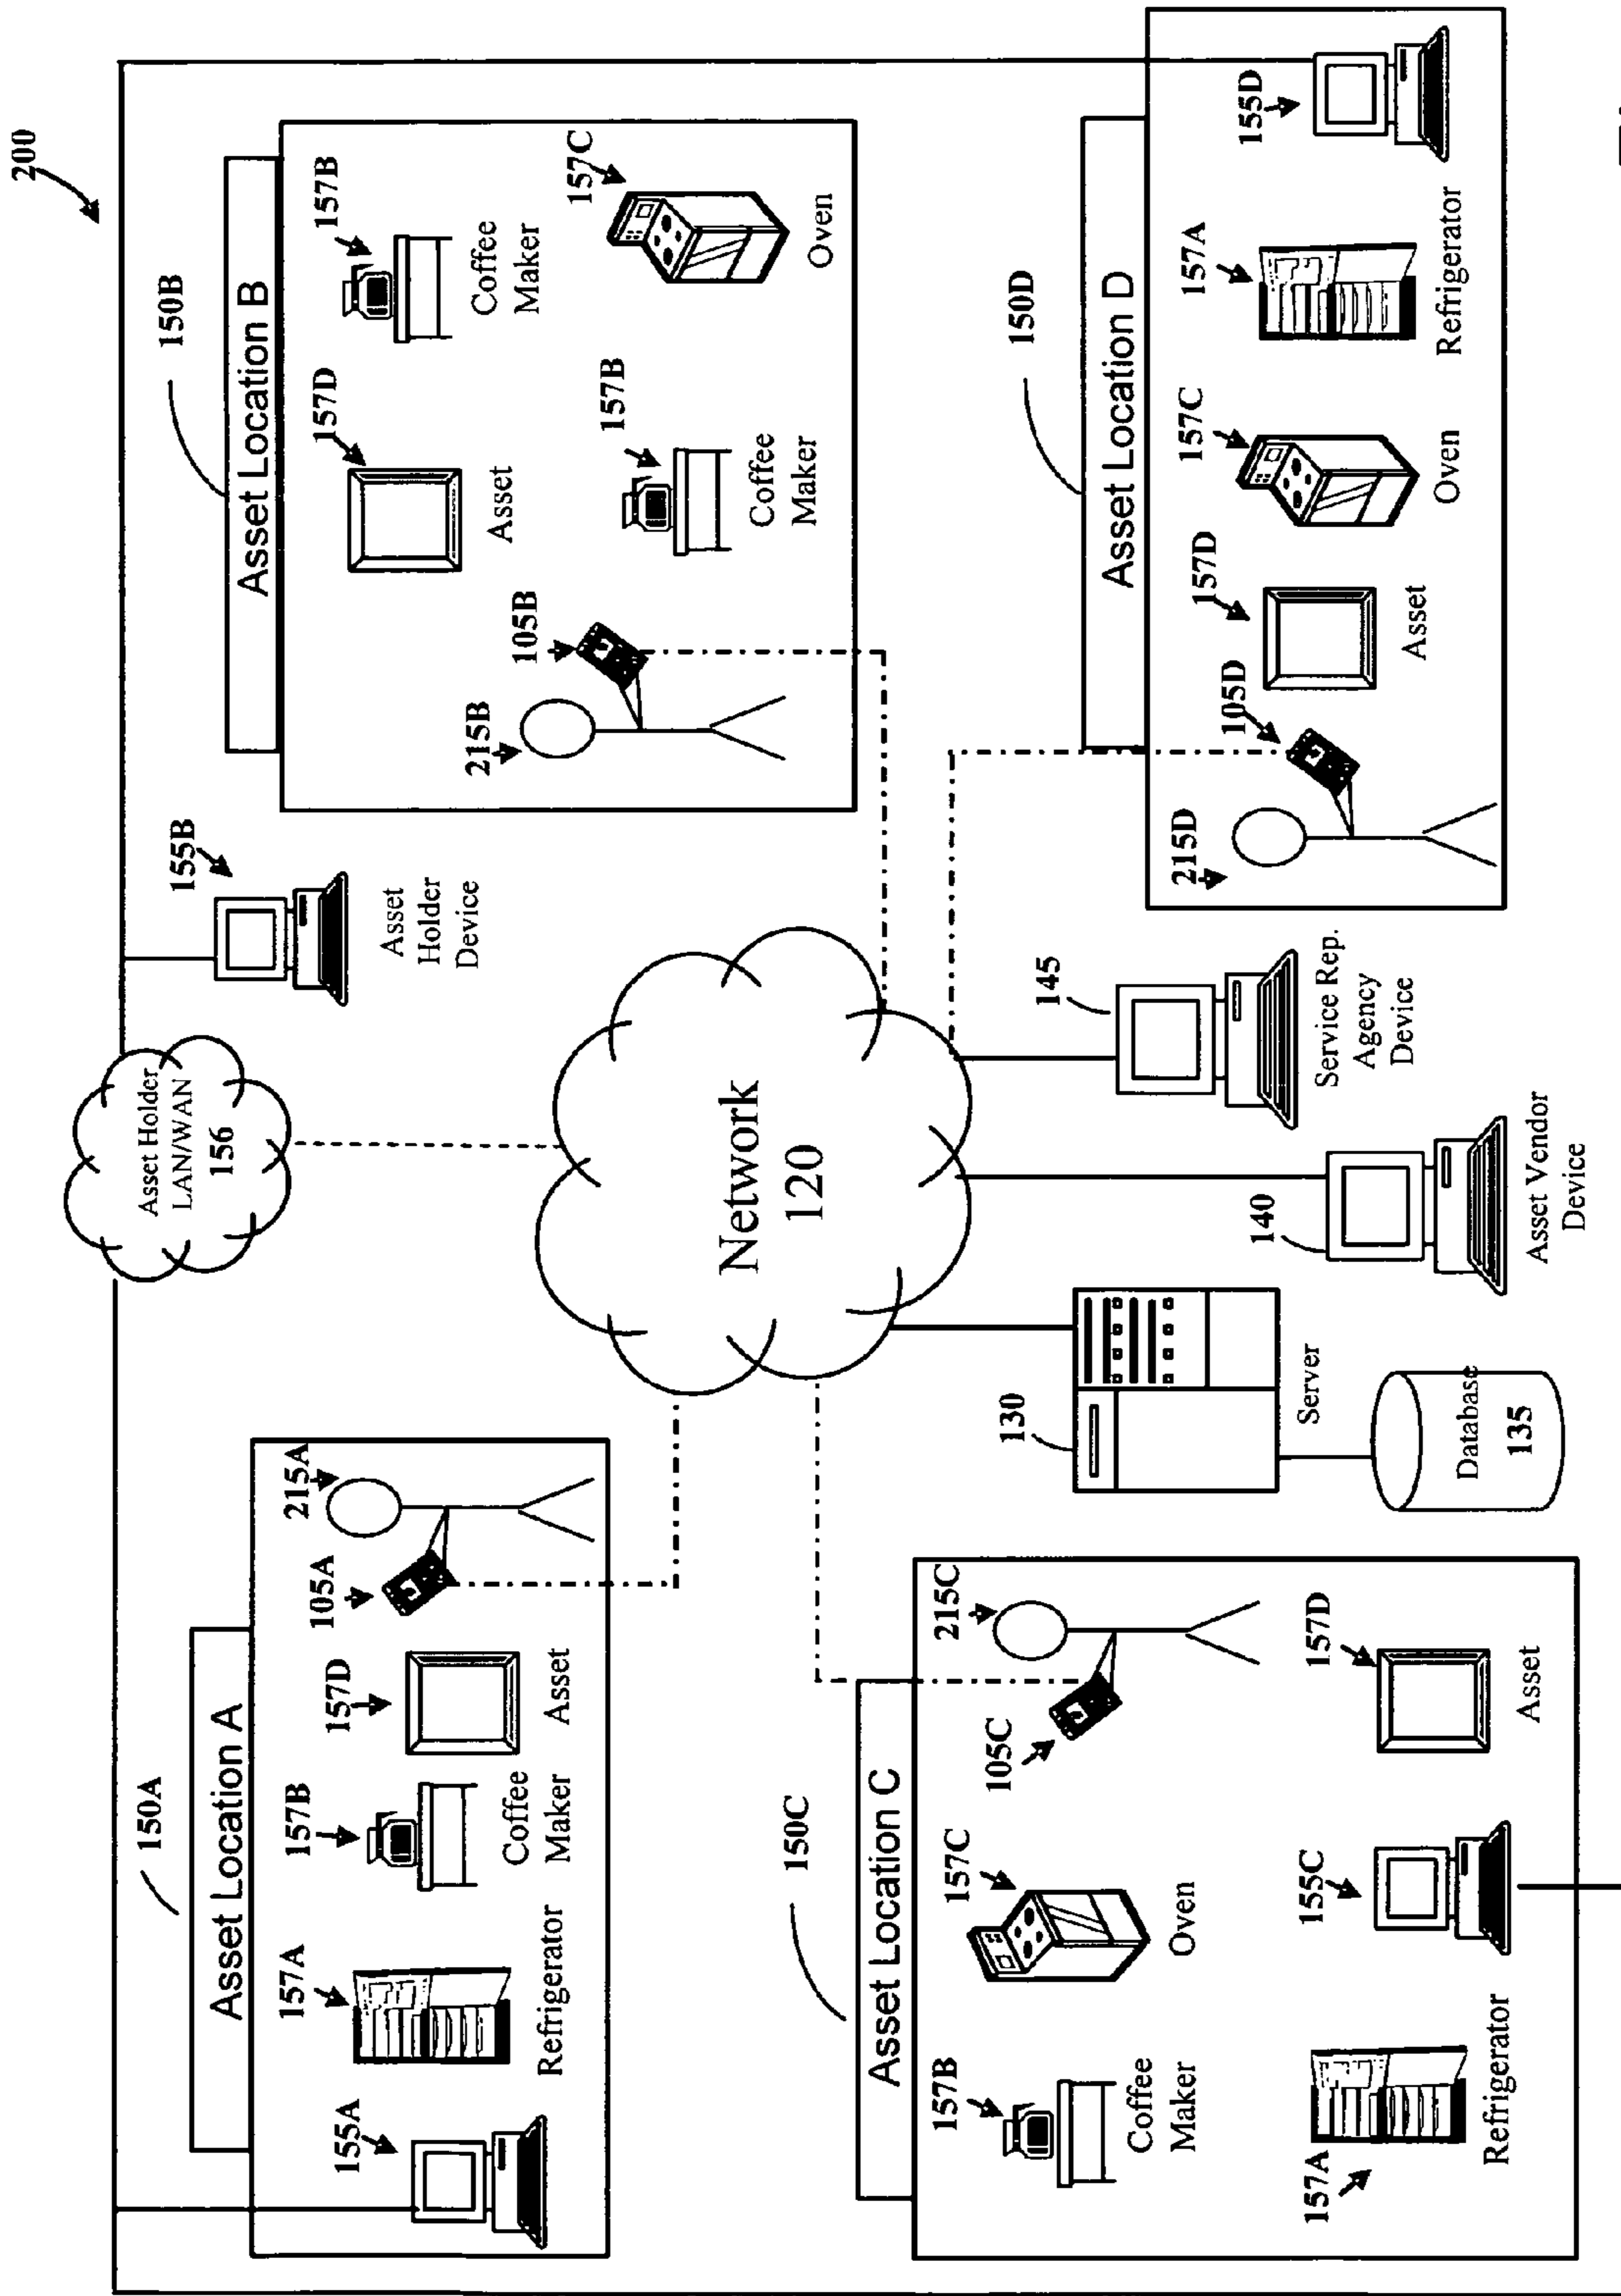 200
Asset Holder
LAN/WAN
156
155B
Asset
Holder
Device
150A
Asset Location A
155A
157A
Refrigerator
157B
Coffee
Maker
157D
Asset
105A
215A
150B
Asset Location B
215B
105B
157D
Asset
157B
Coffee
Maker
157B
Coffee
Maker
157C
Oven
Network
120
150C
Asset Location C
157B
Coffee
Maker
157C
Oven
105C
215C
157A
Refrigerator
155C
157D
Asset
130
Server
Database
135
140
Asset Vendor
Device
145
Service Rep.
Agency
Device
150D
Asset Location D
215D
105D
157D
Asset
157C
Oven
157A
Refrigerator
155D